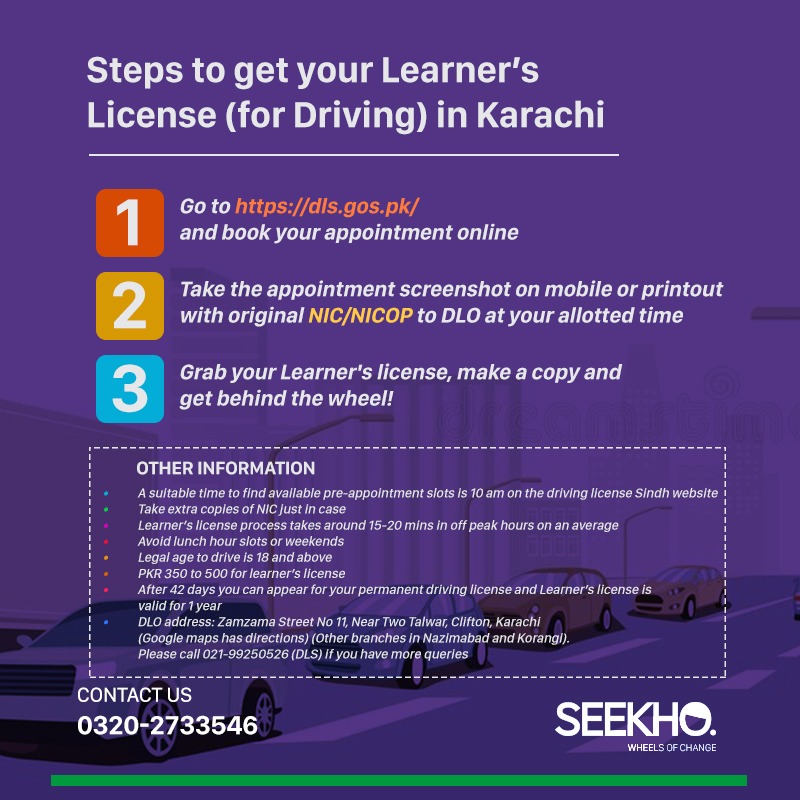 Steps to get your Learner's
License (for Driving) in Karachi
1
Go to https://dls.gos.pk/
and book your appointment online
2
Take the appointment screenshot on mobile or printout
with original NIC/NICOP to DLO at your allotted time
3
Grab your Learner's license, make a copy and
get behind the wheel!
dreamstime
OTHER INFORMATION
• A suitable time to find available pre-appointment slots is 10 am on the driving license Sindh website
• Take extra copies of NIC just in case
• Learner's license process takes around 15-20 mins in off peak hours on an average
• Avoid lunch hour slots or weekends
• Legal age to drive is 18 and above
• PKR 350 to 500 for learner's license
• After 42 days you can appear for your permanent driving license and Learner's license is
valid for 1 year
• DLO address: Zamzama Street No 11, Near Two Talwar, Clifton, Karachi
(Google maps has directions) (Other branches in Nazimabad and Korangi).
Please call 021-99250526 (DLS) if you have more queries
CONTACT US
0320-2733546
SEEKHO.
WHEELS OF CHANGE